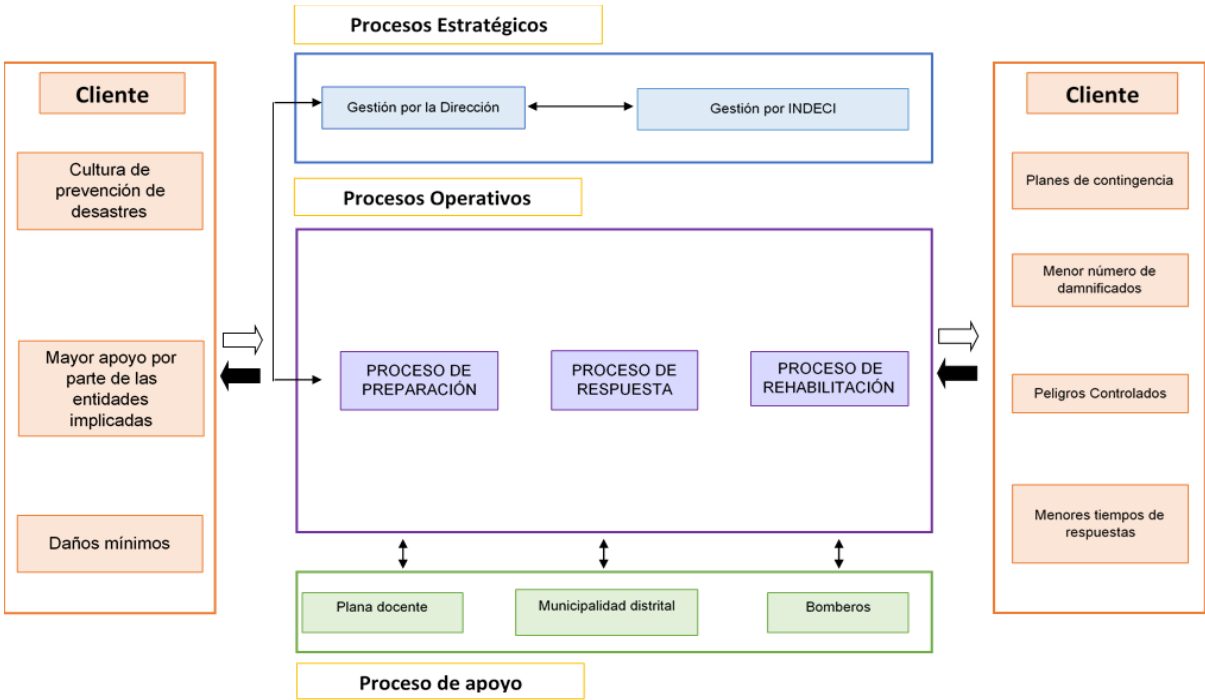 Procesos Estratégicos
Cliente
Cultura de
prevención de
desastres
Mayor apoyo por
parte de las
entidades
implicadas
Daños mínimos
Gestión por la Dirección
Gestión por INDECI
Procesos Operativos
PROCESO DE
PREPARACIÓN
PROCESO DE
RESPUESTA
PROCESO DE
REHABILITACIÓN
Plana docente
Municipalidad distrital
Bomberos
Proceso de apoyo
Cliente
Planes de contingencia
Menor número de
damnificados
Peligros Controlados
Menores tiempos de
respuestas